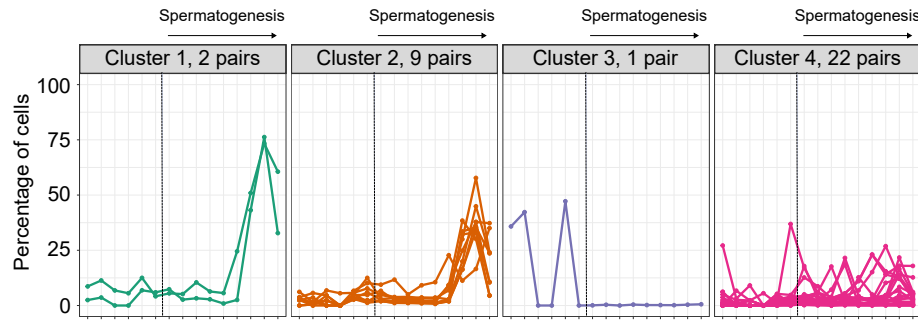 Spermatogenesis Spermatogenesis Spermatogenesis Spermatogenesis
Cluster 1, 2 pairs Cluster 2, 9 pairs Cluster 3, 1 pair Cluster 4, 22 pairs
Percentage of cells
100
75
50
25
0